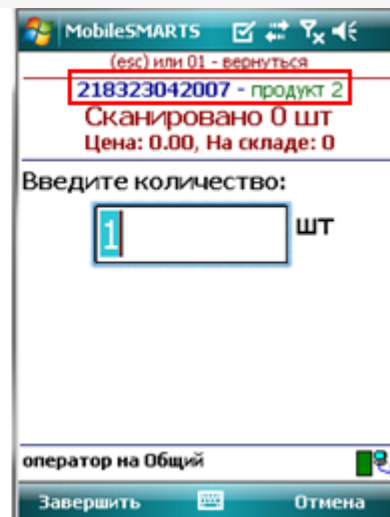 MobileSMARTS
(esc) или 01 - вернуться
218323042007 - продукт 2
Сканировано 0 шт
Цена: 0.00, На складе: 0
Введите количество:
1 шт
оператор на Общий
Завершить Отмена